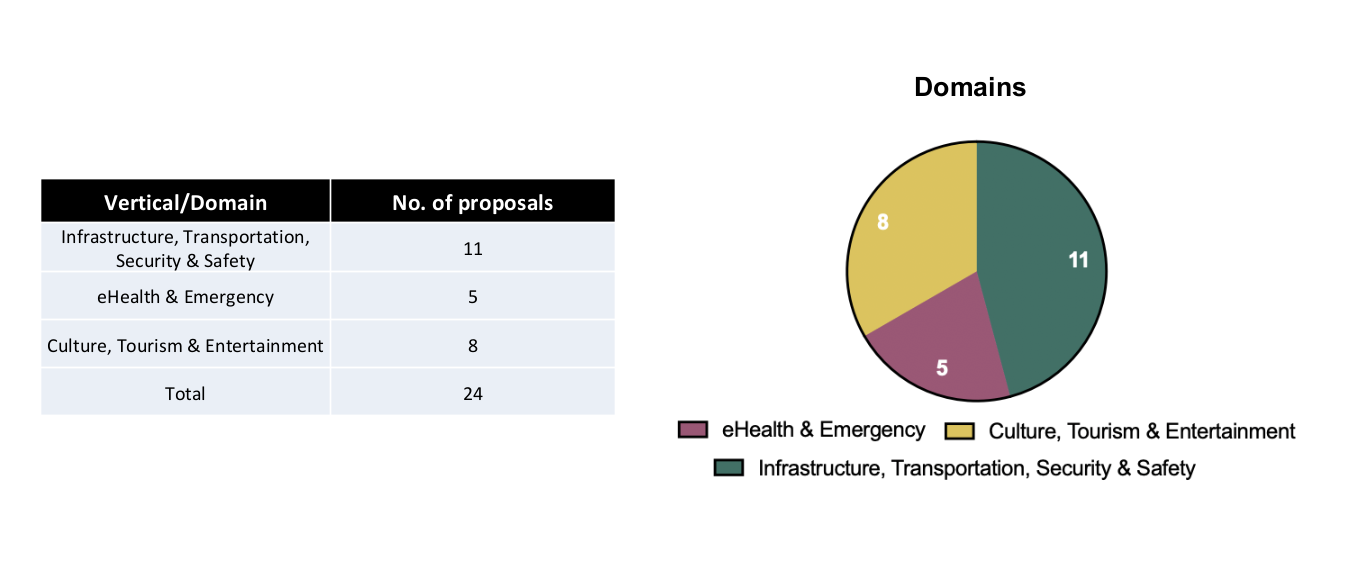 Vertical/Domain No. of proposals
Infrastructure, Transportation,
Security & Safety
11
eHealth & Emergency 5
Culture, Tourism & Entertainment 8
Total 24
Domains
8
11
5
eHealth & Emergency Culture, Tourism & Entertainment
Infrastructure, Transportation, Security & Safety